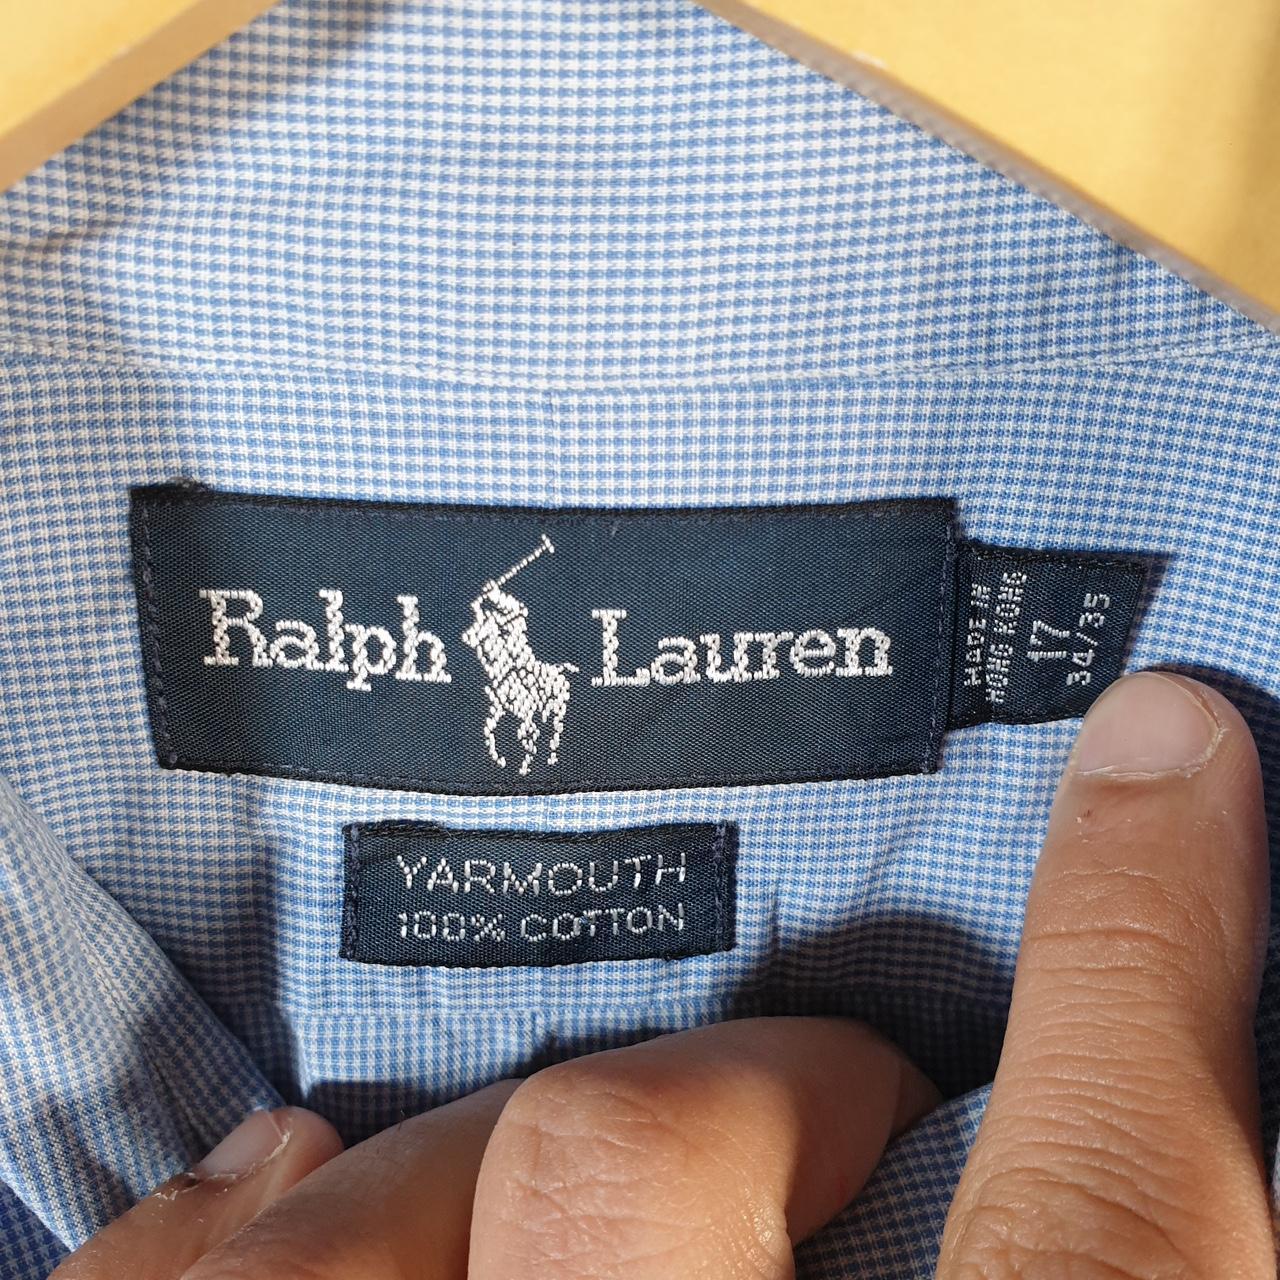 Ralph Lauren
MADE IN
HONG KONG
17
34/35
YARMOUTH
100% COTTON